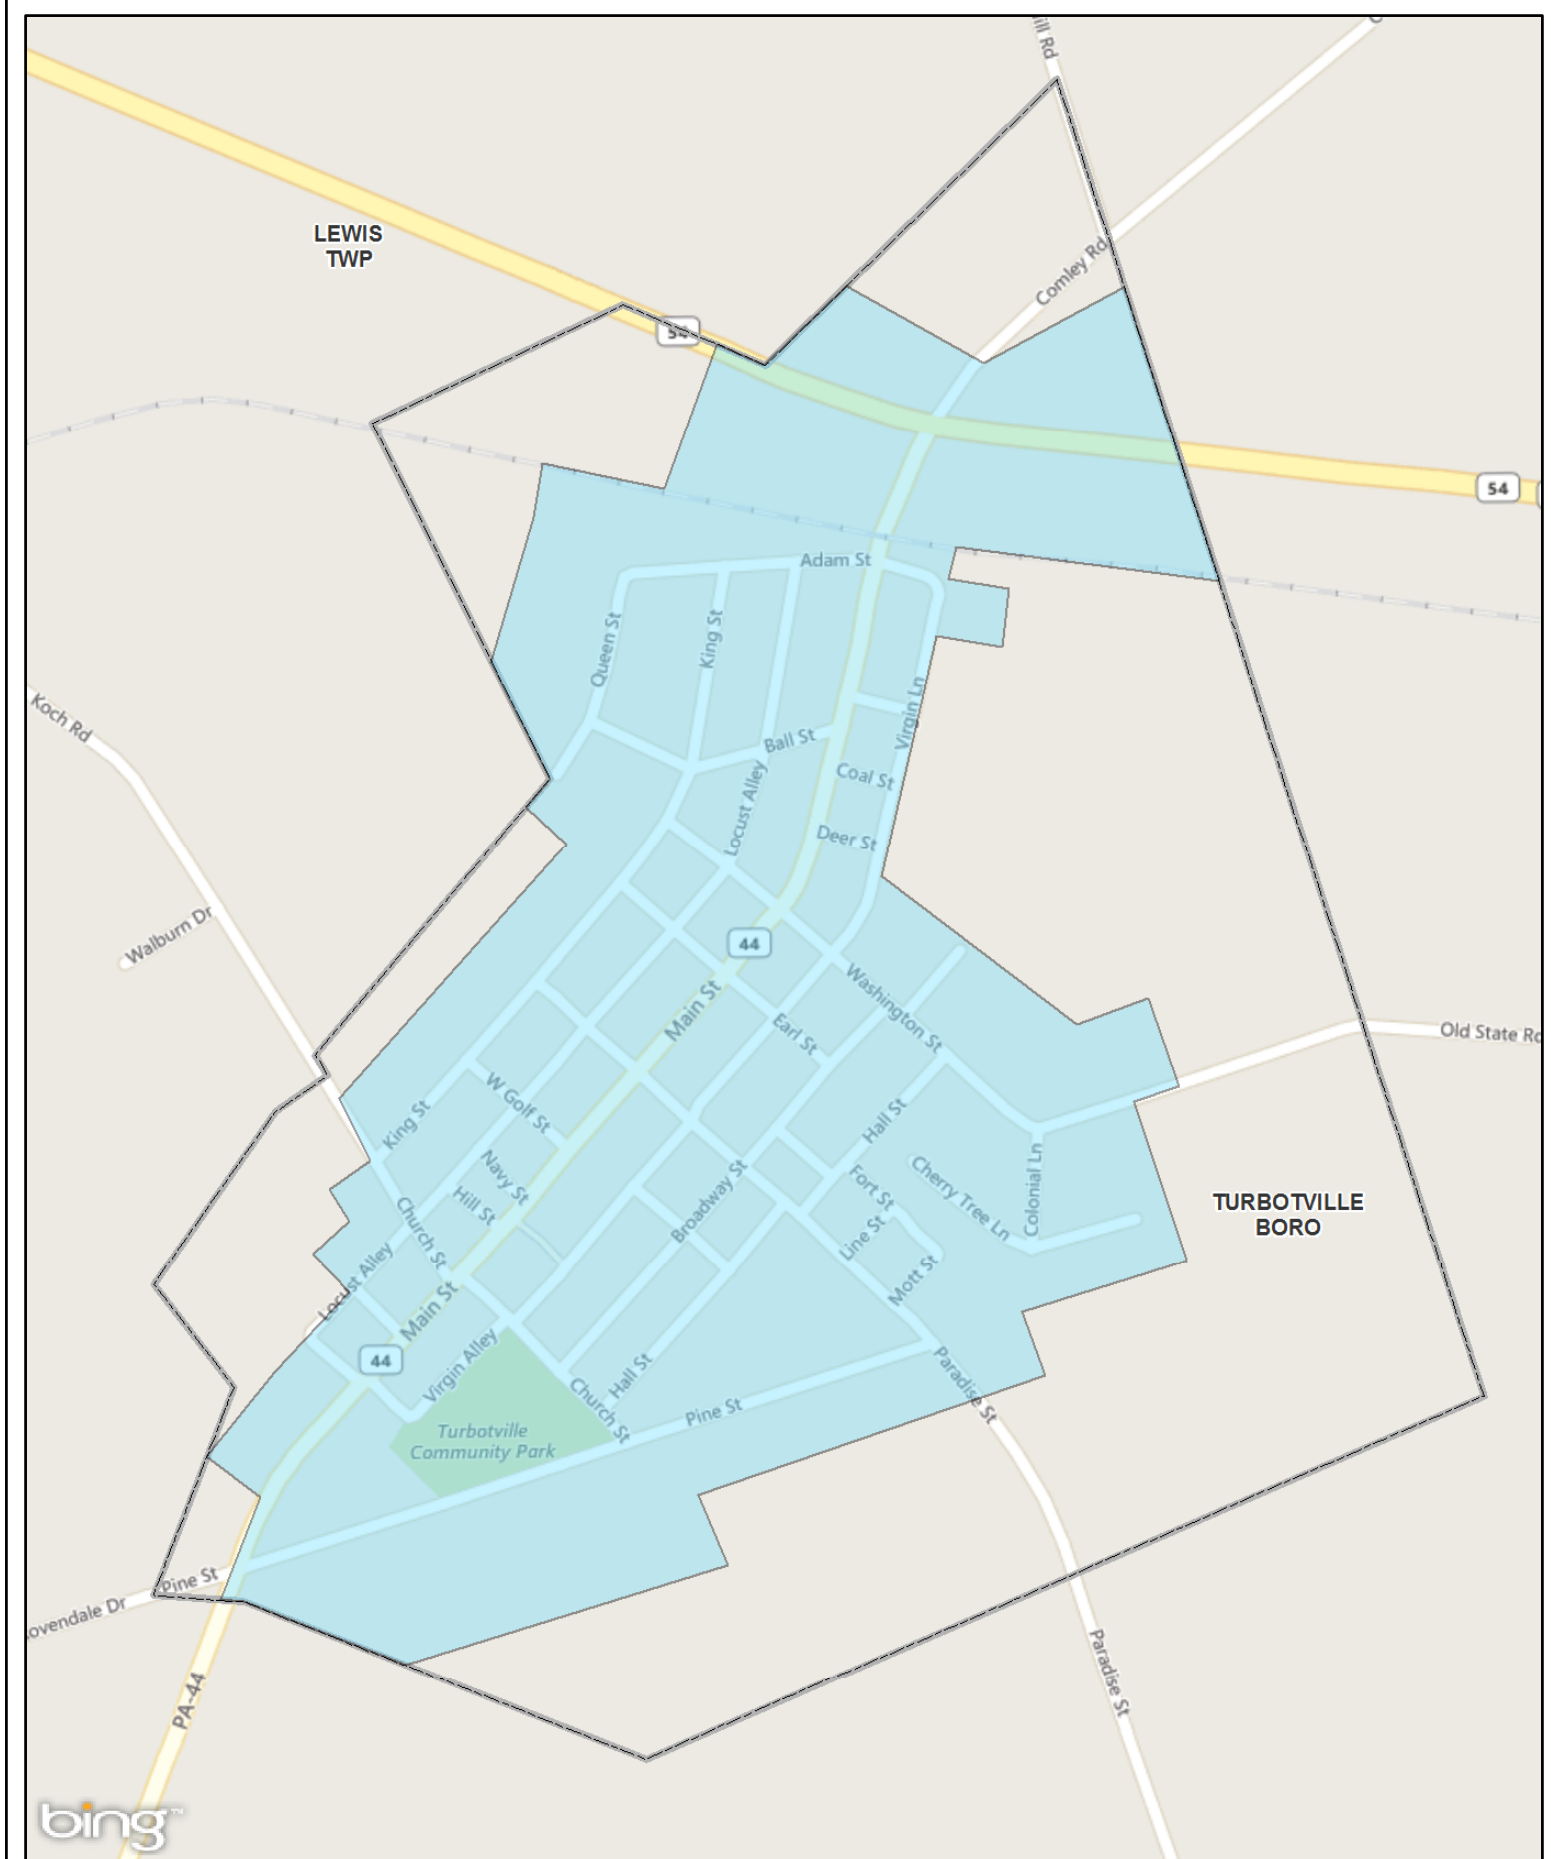 ill Rd
LEWIS
TWP
Comley Rd
54
54
Adam St
Queen St
King St
Virgin Ln
Koch Rd
Ball St
Coal St
Locust Alley
Deer St
Walburn Dr
44
Washington St
Main St
Earl St
Old State Rd
W Golf St
King St
Hall St
Navy St
Hill St
Fort St
Cherry Tree Ln
Colonial Ln
TURBOTVILLE
BORO
Church St
Broadway St
Line St
Locust Alley
Mott St
Main St
44
Virgin Alley
Hall St
Church St
Paradise St
Pine St
Turbotville
Community Park
Pine St
ovendale Dr
Paradise St
PA-44
bing™